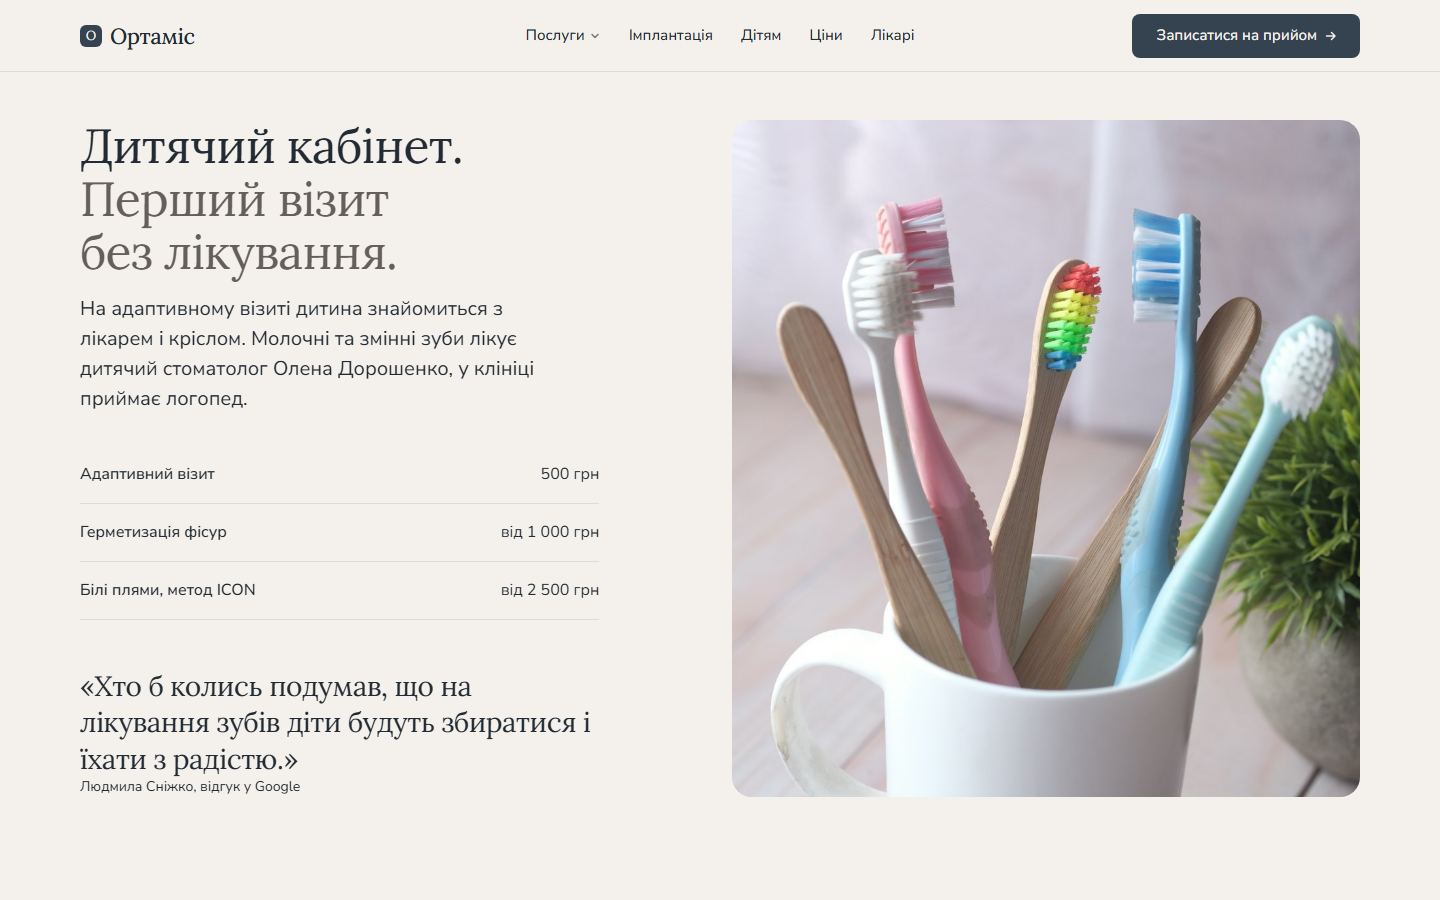 О Ортаміс
Послуги Імплантація Дітям Ціни Лікарі
Записатися на прийом →
Дитячий кабінет.
Перший візит
без лікування.
На адаптивному візиті дитина знайомиться з
лікарем і кріслом. Молочні та змінні зуби лікує
дитячий стоматолог Олена Дорошенко, у клініці
приймає логопед.
Адаптивний візит 500 грн
Герметизація фісур від 1 000 грн
Білі плями, метод ICON від 2 500 грн
«Хто б колись подумав, що на
лікування зубів діти будуть збиратися і
їхати з радістю.»
Людмила Сніжко, відгук у Google